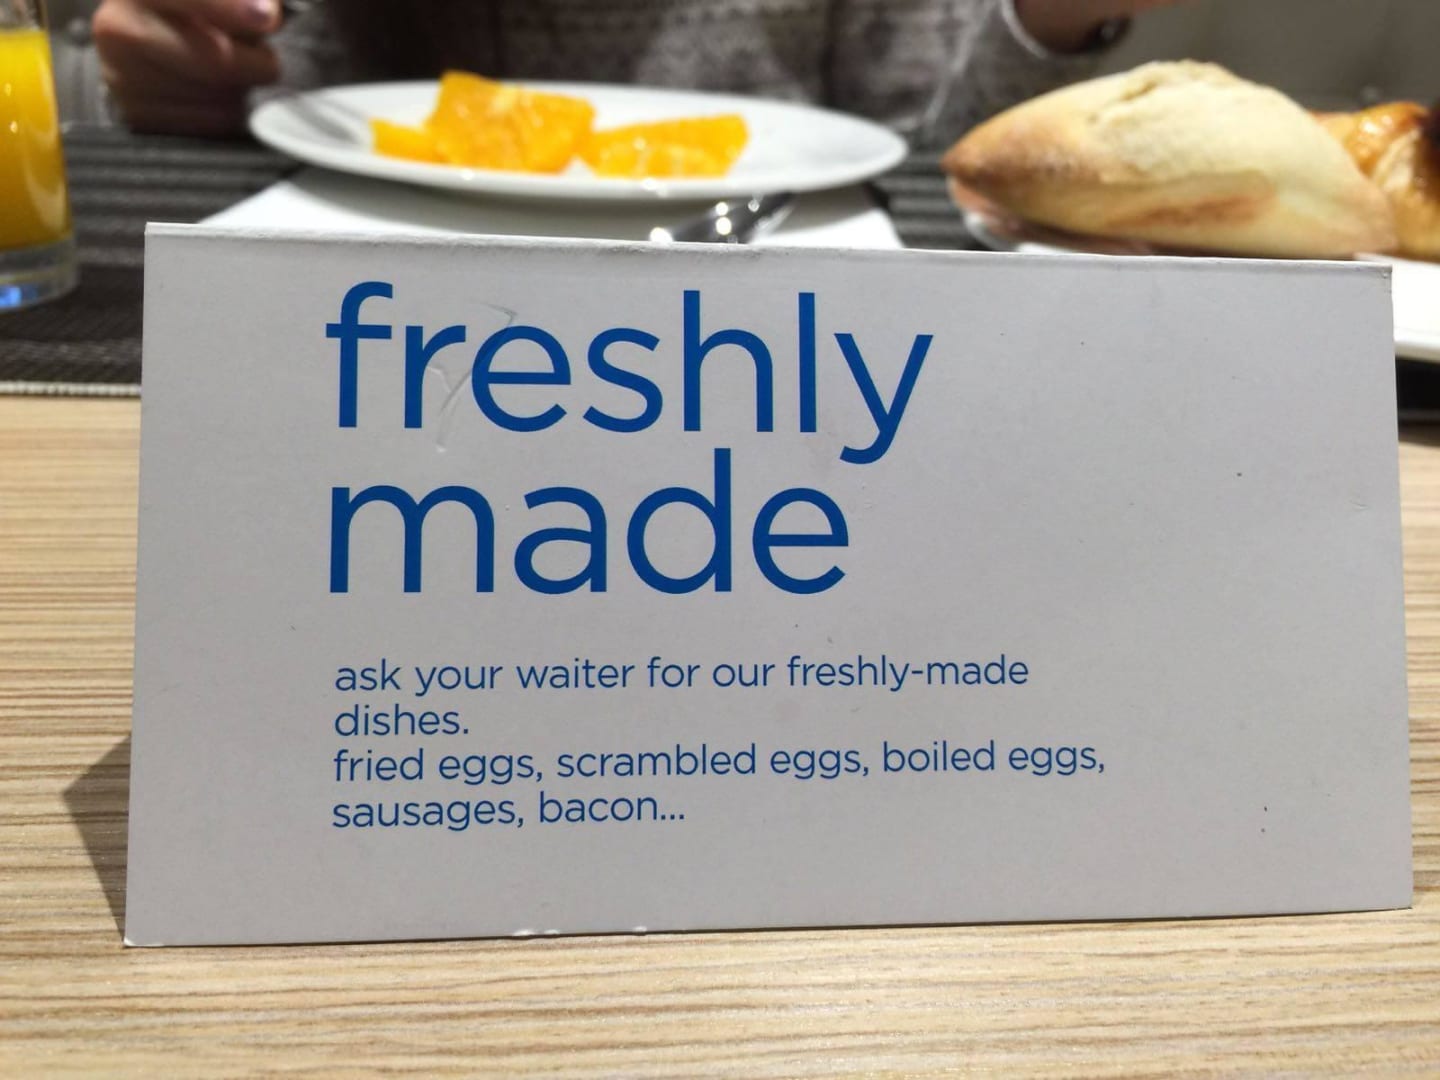 freshly
made
ask your waiter for our freshly-made
dishes.
fried eggs, scrambled eggs, boiled eggs,
sausages, bacon...